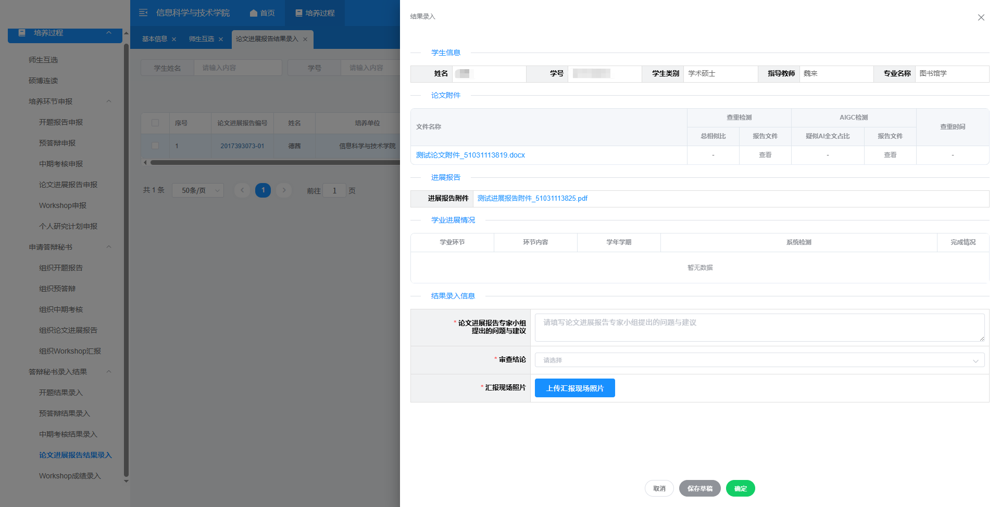 信息科学与技术学院
首页
培养过程
基本信息
师生互选
论文进展报告结果录入
培养过程
师生互选
硕博连读
培养环节申报
开题报告申报
预答辩申报
中期考核申报
论文进展报告申报
Workshop申报
个人研究计划申报
申请答辩秘书
组织开题报告
组织预答辩
组织中期考核
组织论文进展报告
组织Workshop汇报
答辩秘书录入结果
开题结果录入
预答辩结果录入
中期考核结果录入
论文进展报告结果录入
Workshop成绩录入
学生姓名 请输入内容 学号 请输入内容
序号 论文进展报告编号 姓名 培养单位
1 2017393073-01 德茜 信息科学与技术学院
共 1 条 50条/页 1 前往 1 页
结果录入
学生信息
姓名 学号 学生类别 学术硕士 指导教师 魏来 专业名称 图书馆学
论文附件
文件名称 查重检测 AIGC检测 查重时间
总相似比 报告文件 疑似AI全文占比 报告文件
测试论文附件_51031113819.docx - 查看 - 查看 -
进展报告
进展报告附件 测试进展报告附件_51031113825.pdf
学业进展情况
学业环节 环节内容 学年学期 系统检测 完成情况
暂无数据
结果录入信息
* 论文进展报告专家小组
提出的问题与建议
请填写论文进展报告专家小组提出的问题与建议
* 审查结论 请选择
* 汇报现场照片 上传汇报现场照片
取消 保存草稿 确定